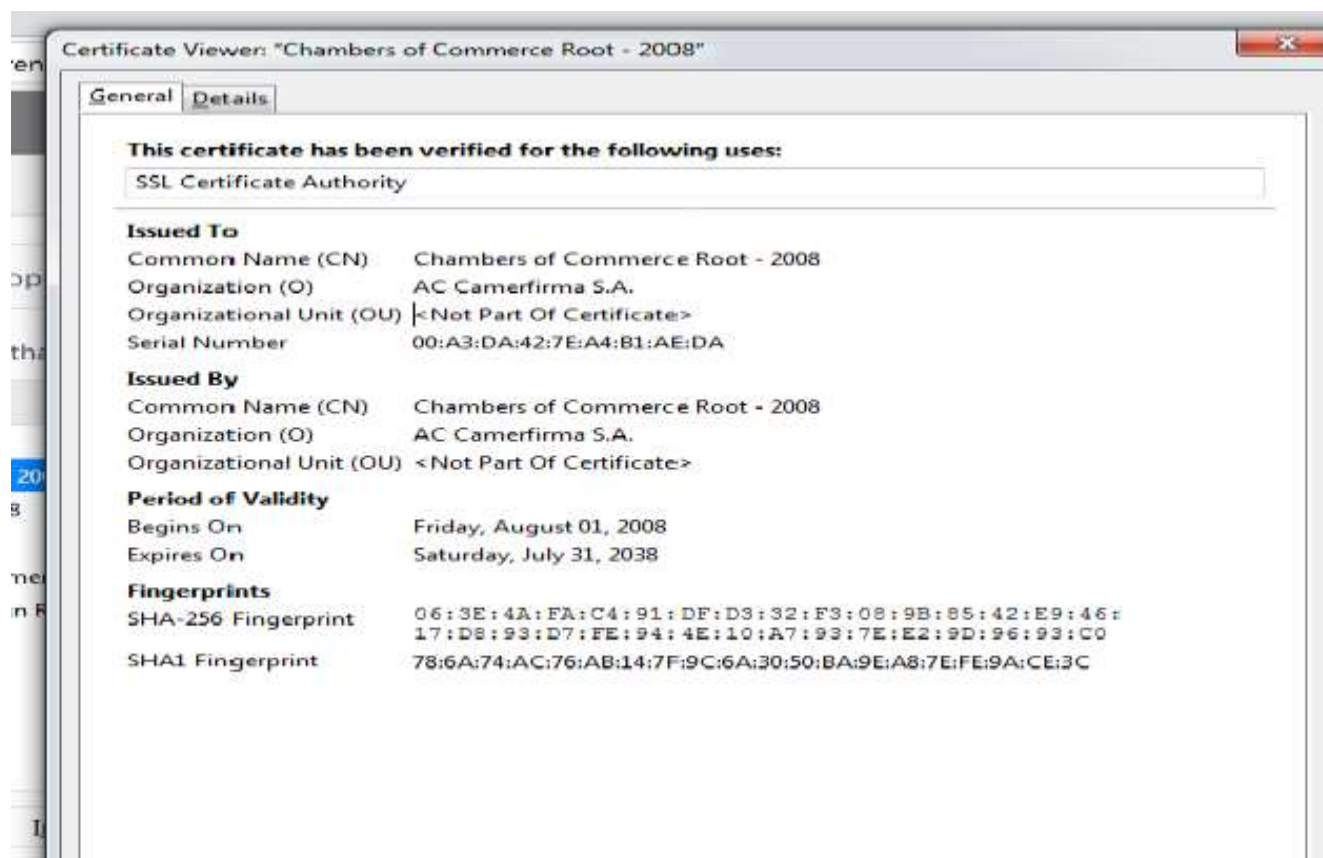 Certificate Viewer: "Chambers of Commerce Root - 2008"
General Details
This certificate has been verified for the following uses:
SSL Certificate Authority
Issued To
Common Name (CN) Chambers of Commerce Root - 2008
Organization (O) AC Camerfirma S.A.
Organizational Unit (OU) <Not Part Of Certificate>
Serial Number 00:A3:DA:42:7E:A4:B1:AE:DA
Issued By
Common Name (CN) Chambers of Commerce Root - 2008
Organization (O) AC Camerfirma S.A.
Organizational Unit (OU) <Not Part Of Certificate>
Period of Validity
Begins On Friday, August 01, 2008
Expires On Saturday, July 31, 2038
Fingerprints
SHA-256 Fingerprint 06:3E:4A:FA:C4:91:DF:D3:32:F3:08:9B:85:42:E9:46:
17:D8:93:D7:FE:94:4E:10:A7:93:7E:E2:9D:96:93:C0
SHA1 Fingerprint 78:6A:74:AC:76:AB:14:7F:9C:6A:30:50:BA:9E:A8:7E:FE:9A:CE:3C